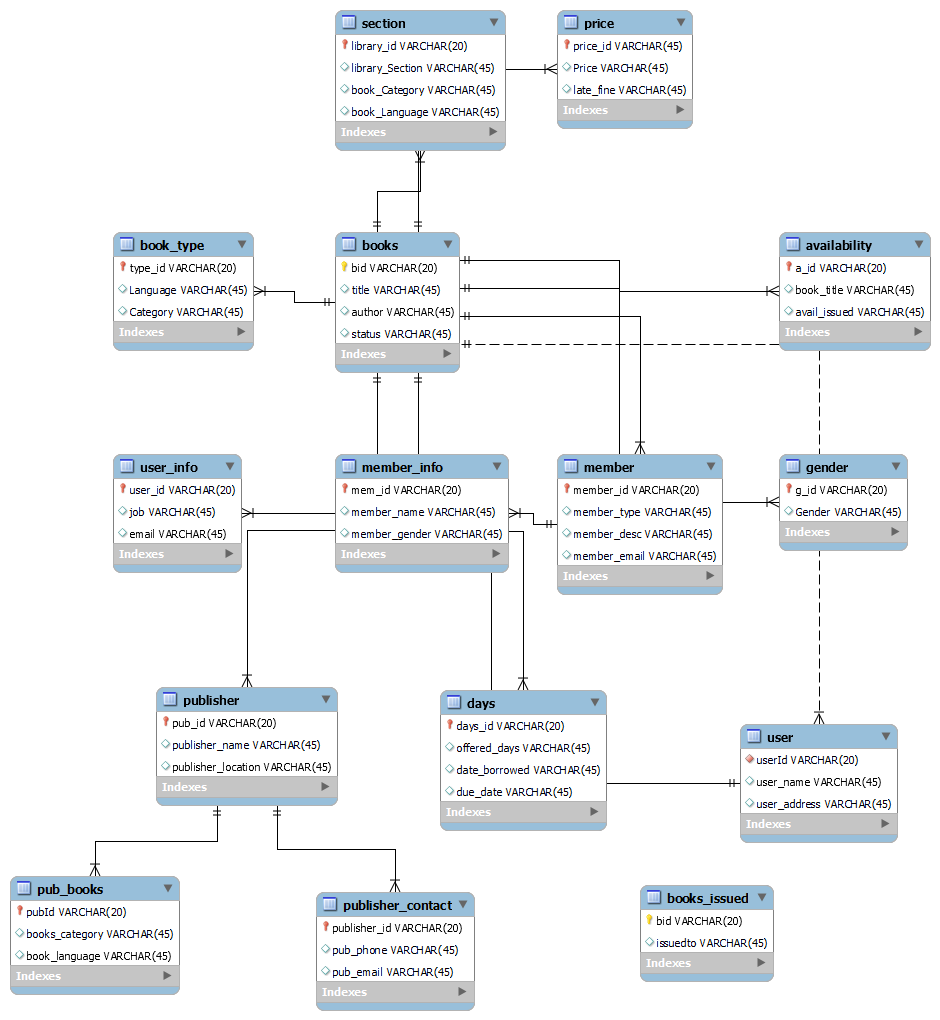 section
library_id VARCHAR(20)
library_Section VARCHAR(45)
book_Category VARCHAR(45)
book_Language VARCHAR(45)
Indexes
price
price_id VARCHAR(45)
Price VARCHAR(45)
late_fine VARCHAR(45)
Indexes
book_type
type_id VARCHAR(20)
Language VARCHAR(45)
Category VARCHAR(45)
Indexes
books
bid VARCHAR(20)
title VARCHAR(45)
author VARCHAR(45)
status VARCHAR(45)
Indexes
availability
a_id VARCHAR(20)
book_title VARCHAR(45)
avail_issued VARCHAR(45)
Indexes
user_info
user_id VARCHAR(20)
job VARCHAR(45)
email VARCHAR(45)
Indexes
member_info
mem_id VARCHAR(20)
member_name VARCHAR(45)
member_gender VARCHAR(45)
Indexes
member
member_id VARCHAR(20)
member_type VARCHAR(45)
member_desc VARCHAR(45)
member_email VARCHAR(45)
Indexes
gender
g_id VARCHAR(20)
Gender VARCHAR(45)
Indexes
publisher
pub_id VARCHAR(20)
publisher_name VARCHAR(45)
publisher_location VARCHAR(45)
Indexes
days
days_id VARCHAR(20)
offered_days VARCHAR(45)
date_borrowed VARCHAR(45)
due_date VARCHAR(45)
Indexes
user
userId VARCHAR(20)
user_name VARCHAR(45)
user_address VARCHAR(45)
Indexes
pub_books
pubId VARCHAR(20)
books_category VARCHAR(45)
book_language VARCHAR(45)
Indexes
publisher_contact
publisher_id VARCHAR(20)
pub_phone VARCHAR(45)
pub_email VARCHAR(45)
Indexes
books_issued
bid VARCHAR(20)
issuedto VARCHAR(45)
Indexes